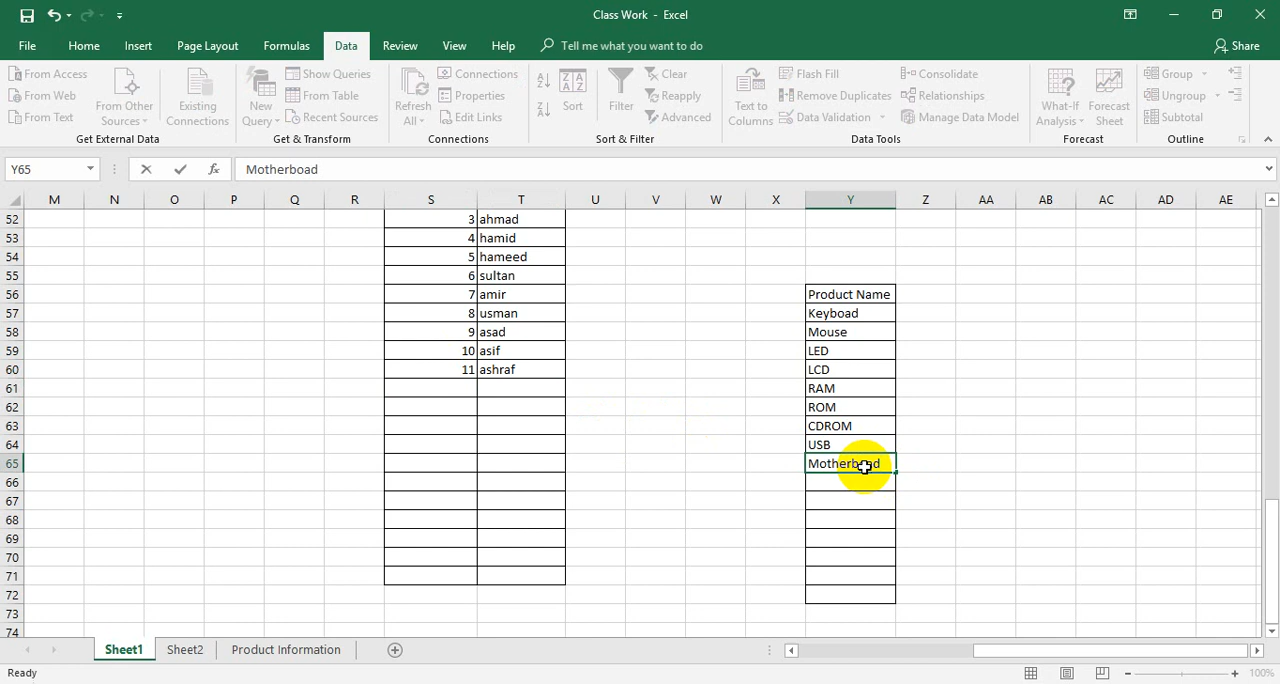 Class Work - Excel
File Home Insert Page Layout Formulas Data Review View Help Tell me what you want to do Share
From Access
From Web
From Text
From Other Sources
Existing Connections
Get External Data
New Query
Show Queries
From Table
Recent Sources
Get & Transform
Refresh All
Connections
Properties
Edit Links
Connections
Sort
Filter
Clear
Reapply
Advanced
Sort & Filter
Text to Columns
Flash Fill
Remove Duplicates
Data Validation
Consolidate
Relationships
Manage Data Model
Data Tools
What-If Analysis
Forecast Sheet
Forecast
Group
Ungroup
Subtotal
Outline
Y65 fx Motherboad
M N O P Q R S T U V W X Y Z AA AB AC AD AE
52 3 ahmad
53 4 hamid
54 5 hameed
55 6 sultan
56 7 amir Product Name
57 8 usman Keyboad
58 9 asad Mouse
59 10 asif LED
60 11 ashraf LCD
61 RAM
62 ROM
63 CDROM
64 USB
65 Motherboad
66
67
68
69
70
71
72
73
74
Sheet1 Sheet2 Product Information
Ready 100%